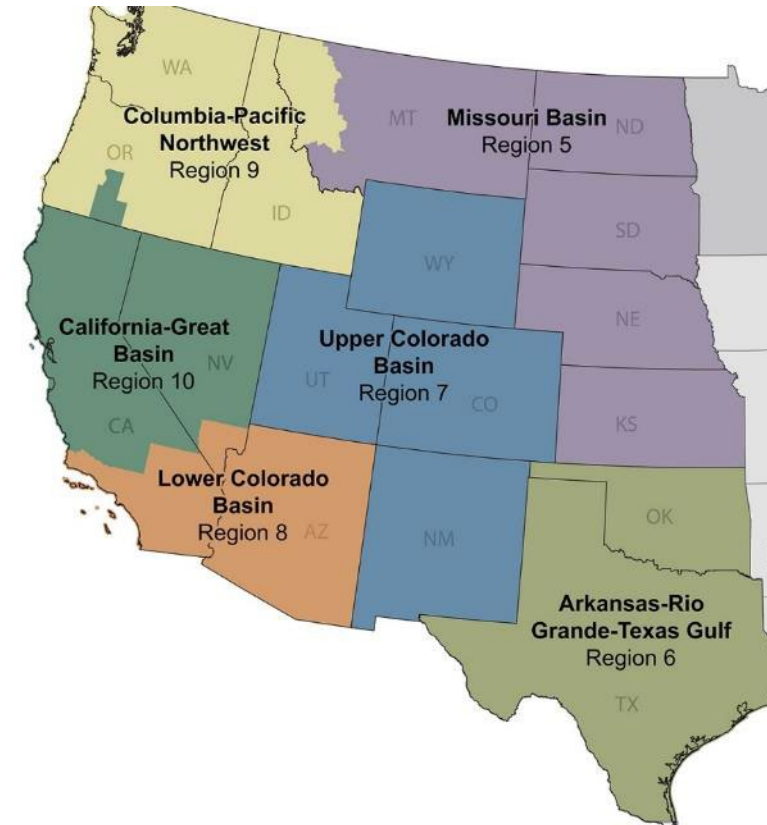 WA
Columbia-Pacific
Northwest
Region 9
OR
ID
MT
Missouri Basin
Region 5
ND
SD
WY
NE
California-Great
Basin
Region 10
NV
CA
Upper Colorado
Basin
Region 7
UT
CO
KS
Lower Colorado
Basin
Region 8
AZ
NM
OK
Arkansas-Rio
Grande-Texas Gulf
Region 6
TX